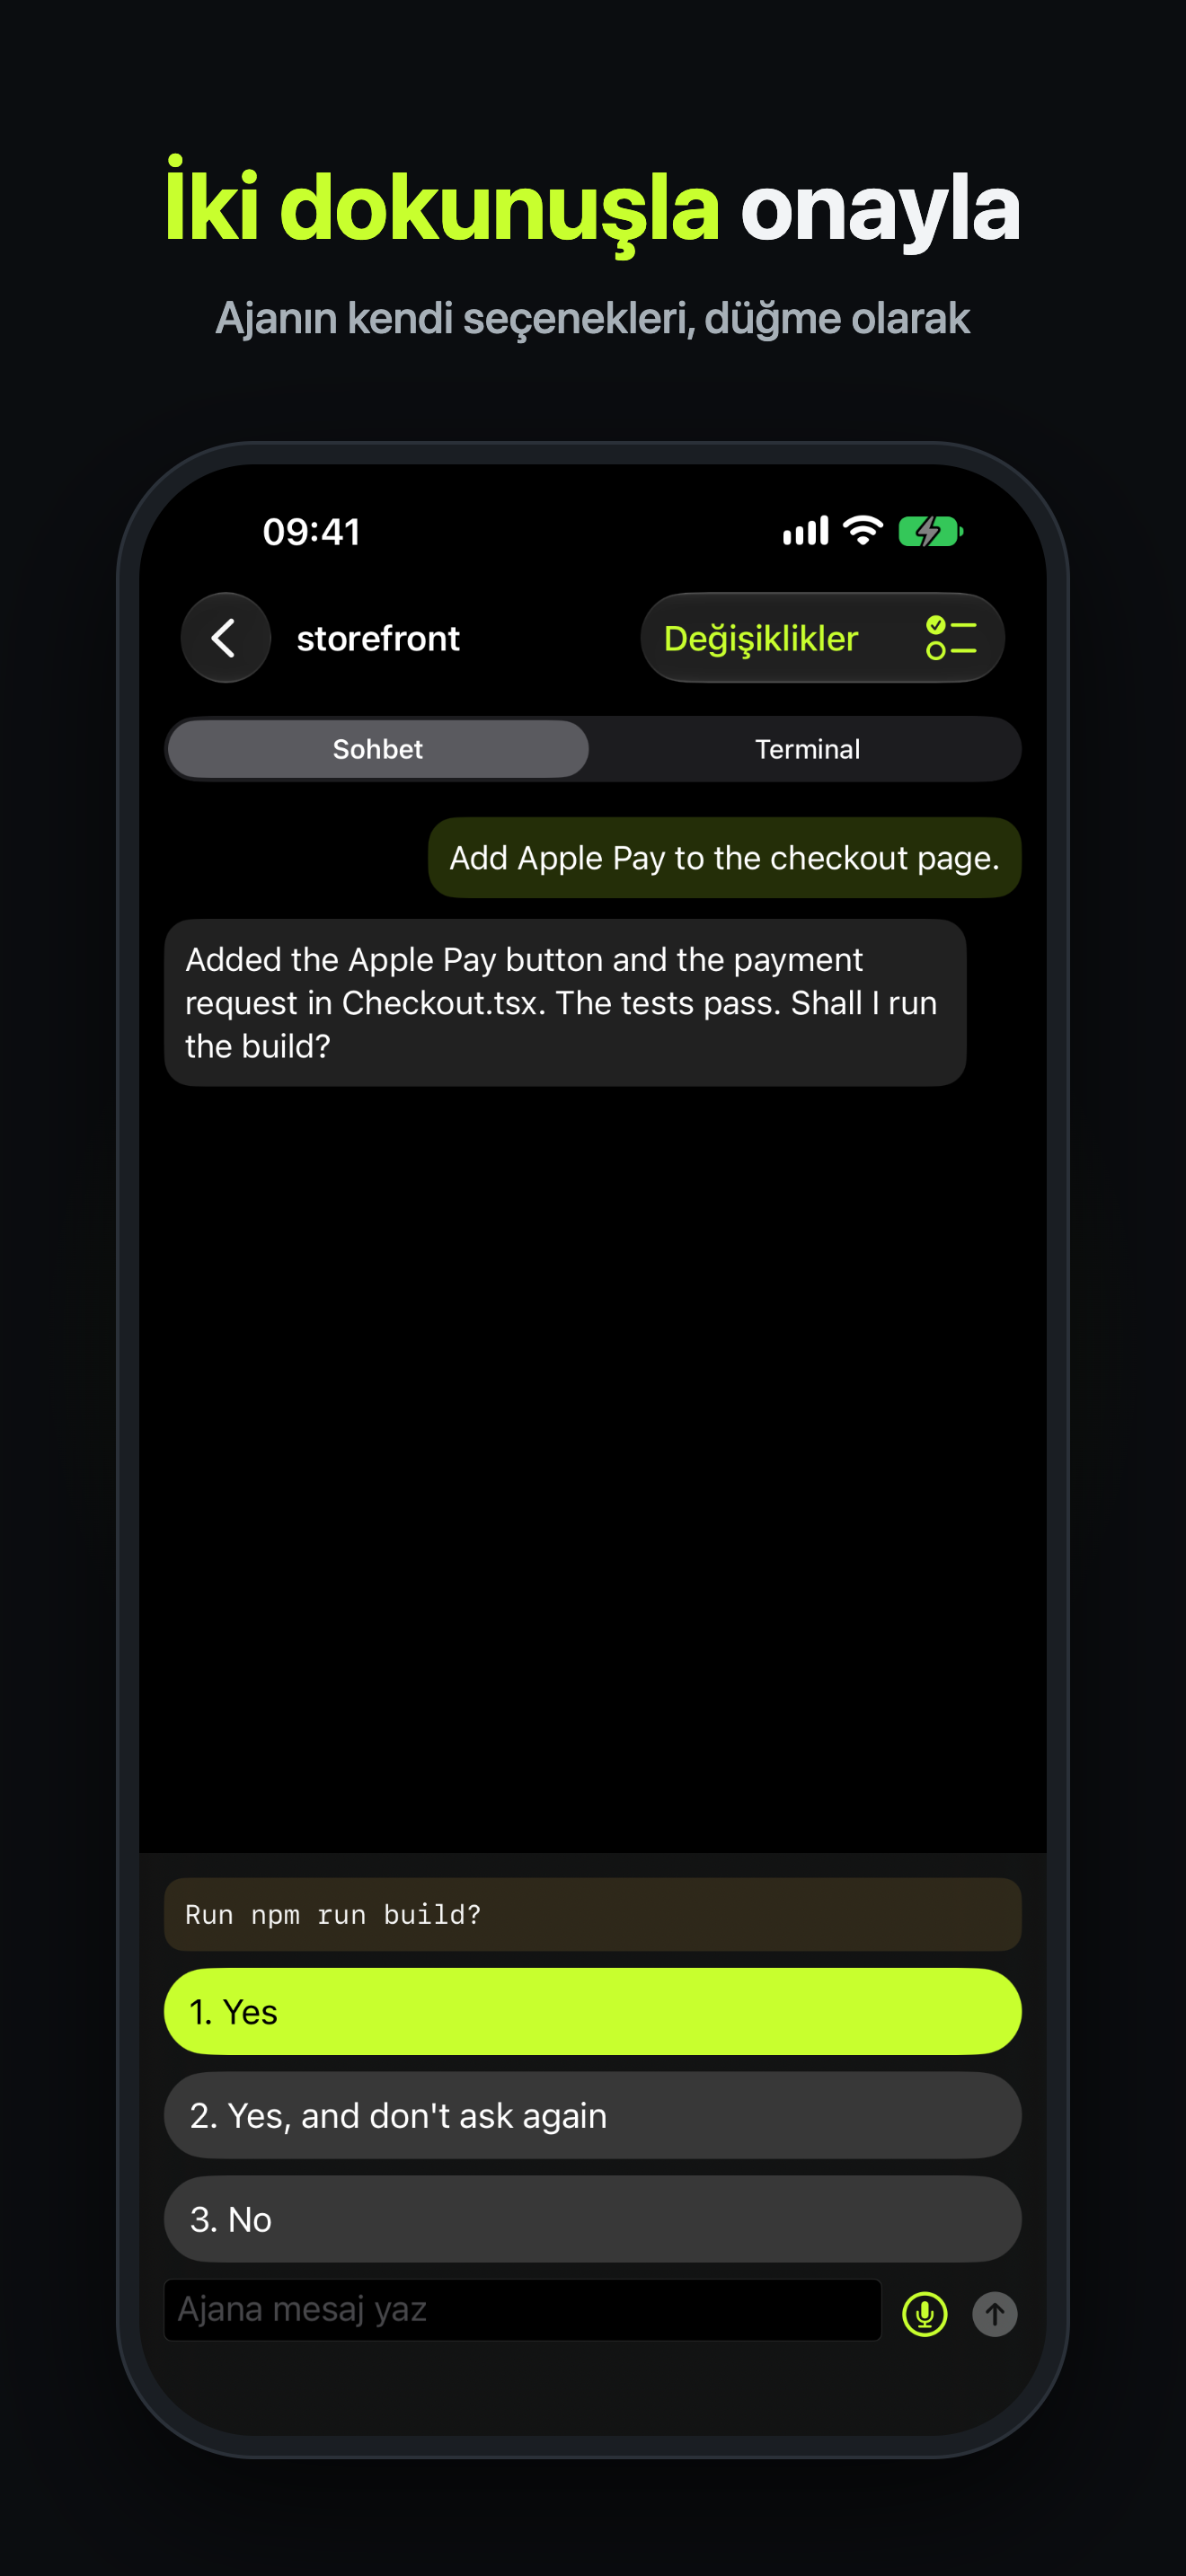 İki dokunuşla onayla
Ajanın kendi seçenekleri, düğme olarak
09:41
storefront
Değişiklikler
Sohbet
Terminal
Add Apple Pay to the checkout page.
Added the Apple Pay button and the payment
request in Checkout.tsx. The tests pass. Shall I run
the build?
Run npm run build?
1. Yes
2. Yes, and don't ask again
3. No
Ajana mesaj yaz